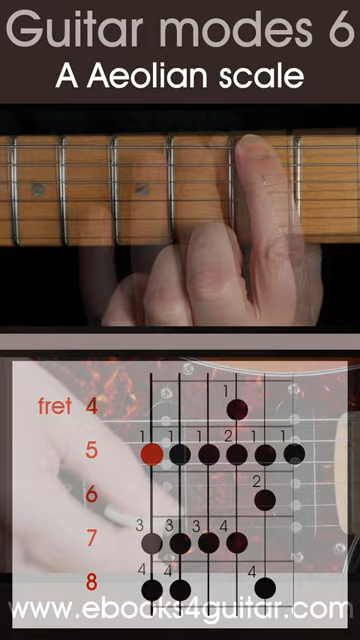 Guitar modes 6
A Aeolian scale
fret 4
1
5
1 1 1 2 1 1
6
2
7
3 3 3 4
8
4 4 4
www.ebooks4guitar.com